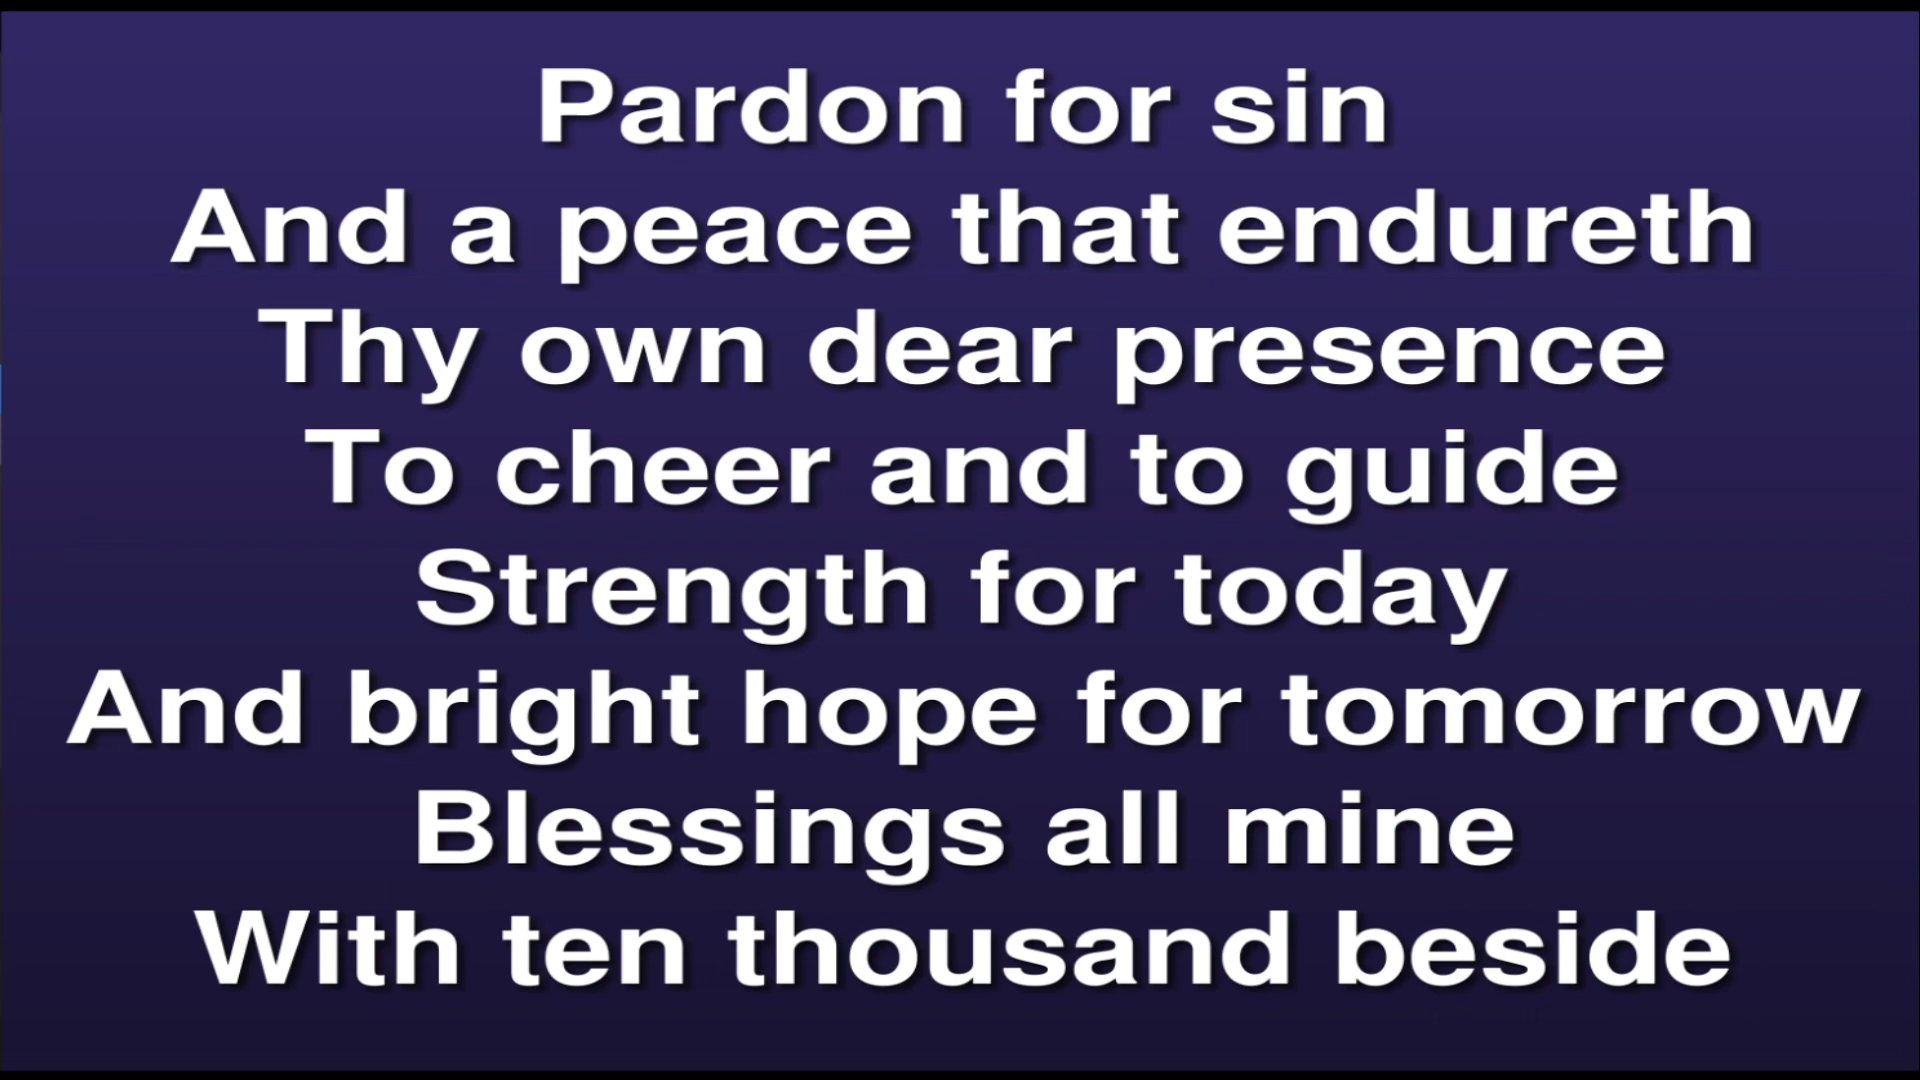 Pardon for sin
And a peace that endureth
Thy own dear presence
To cheer and to guide
Strength for today
And bright hope for tomorrow
Blessings all mine
With ten thousand beside